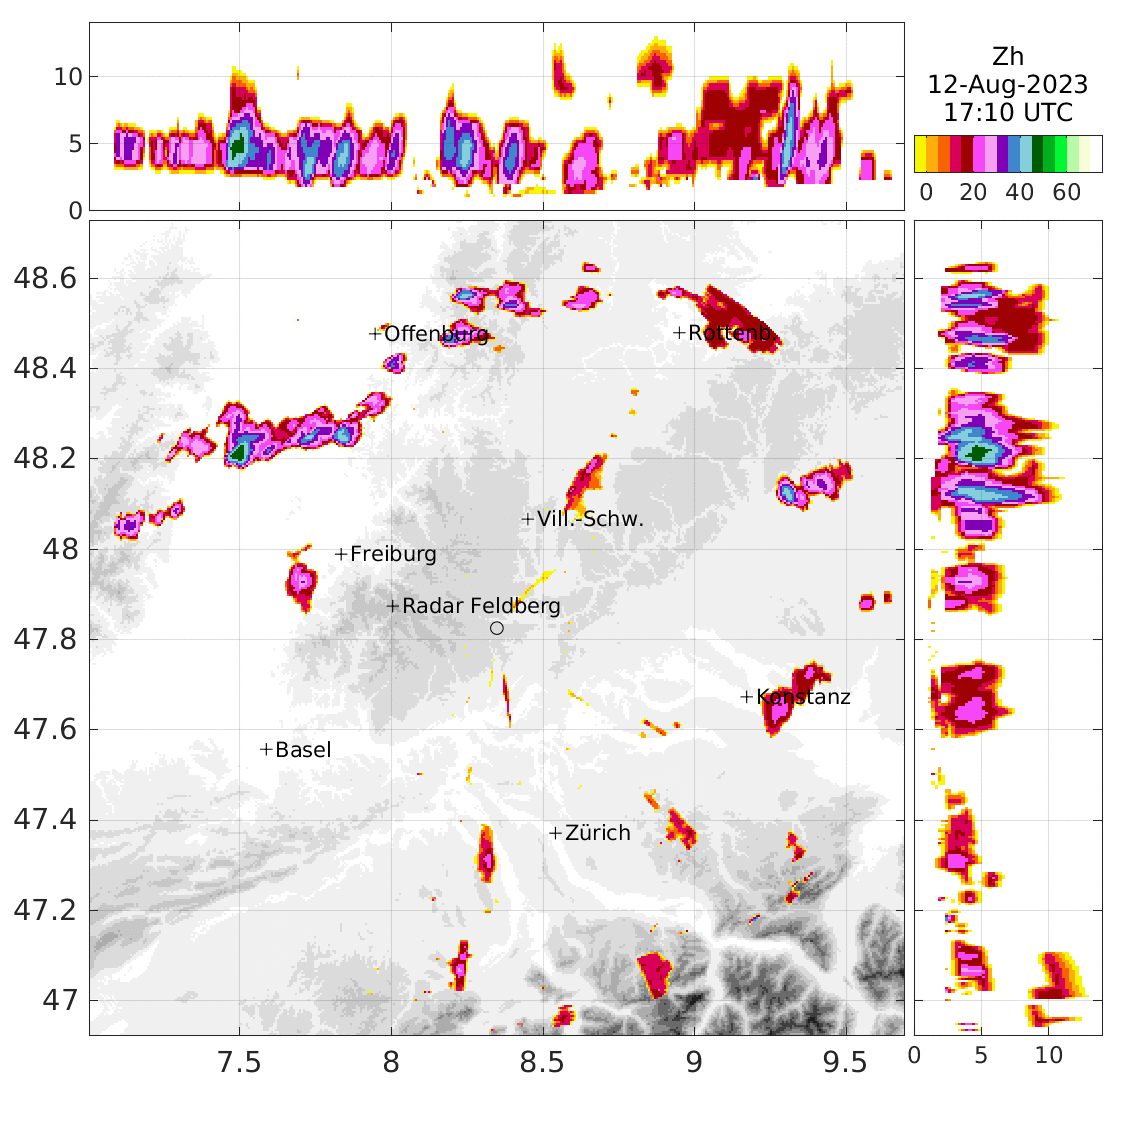 10
5
0
Zh
12-Aug-2023
17:10 UTC
0 20 40 60
48.6
48.4
48.2
48
47.8
47.6
47.4
47.2
47
+Offenburg
+Rottenb.
+Vill.-Schw.
+Freiburg
+Radar Feldberg
+Konstanz
+Basel
+Zürich
7.5 8 8.5 9 9.5
0 5 10